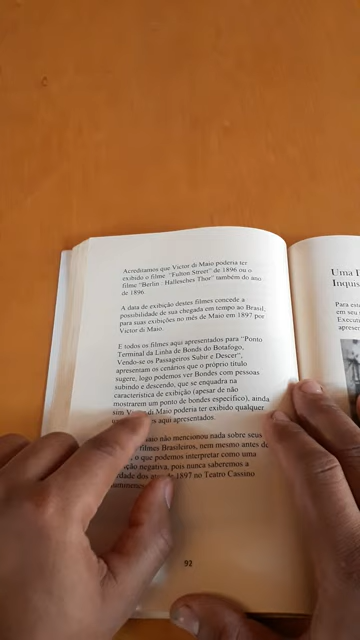 Acreditamos que Victor di Maio poderia ter
exibido o filme "Fulton Street" de 1896 ou o
filme "Berlin : Hallesches Thor" também do ano
de 1896
A data de exibição destes filmes concede a
possibilidade de sua chegada em tempo ao Brasil,
para suas exibições no mês de Maio em 1897 por
Victor di Maio
E todos os filmes aqui apresentados para "Ponto
Terminal da Linha de Bonds do Botafogo,
Vendo-se os Passageiros Subir e Descer",
apresentam os cenários que o próprio título
sugere, logo podemos ver Bondes com pessoas
subindo e descendo, que se enquadra na
característica de exibição (apesar de não
mostrarem um ponto de bondes específico), ainda
sim Victor di Maio poderia ter exibido qualquer
aqui apresentados.
Maio não mencionou nada sobre seus
filmes Brasileiros, nem mesmo antes de
o que podemos interpretar como uma
negativa, pois nunca saberemos a
dos de 1897 no Teatro Cassino
92
Uma
Inquis
Para est
em seu
Execu
aprese